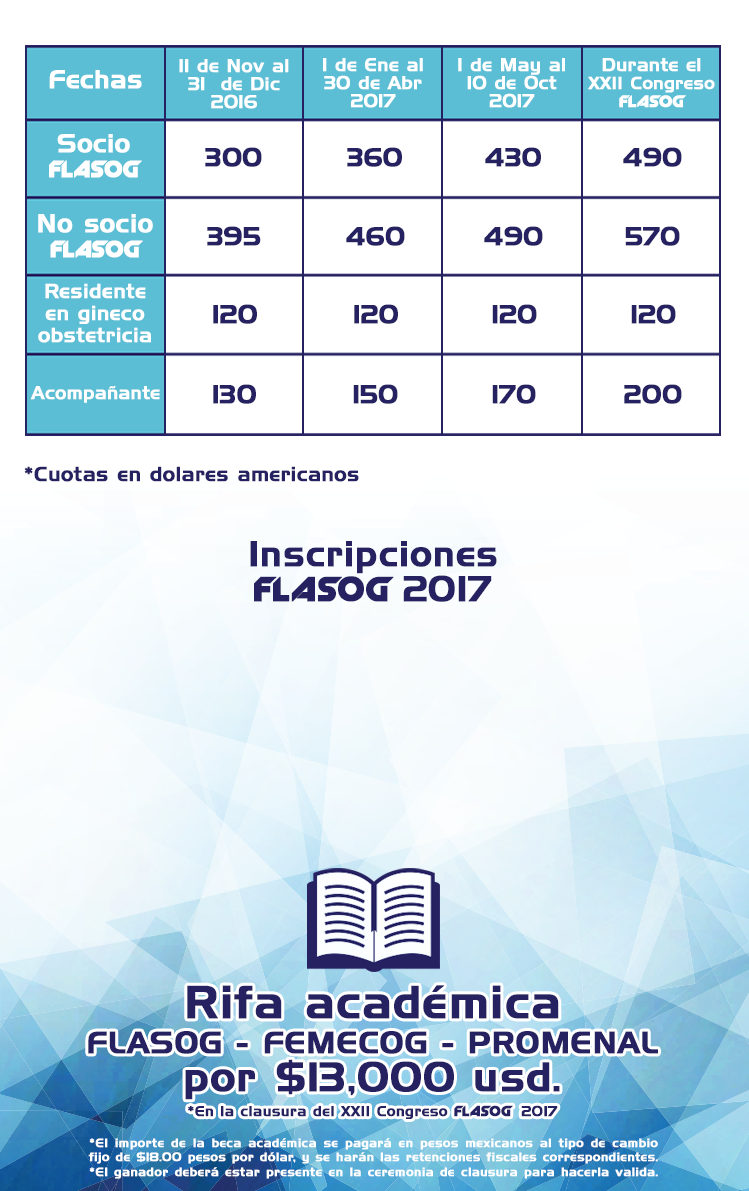 Fechas
11 de Nov al
31 de Dic
2016
1 de Ene al
30 de Abr
2017
1 de May al
10 de Oct
2017
Durante el
XXII Congreso
FLASOG
Socio
FLASOG
300
360
430
490
No socio
FLASOG
395
460
490
570
Residente
en gineco
obstetricia
120
120
120
120
Acompañante
130
150
170
200
*Cuotas en dolares americanos
Inscripciones
FLASOG 2017
Rifa académica
FLASOG - FEMECOG - PROMENAL
por $13,000 usd.
*En la clausura del XXII Congreso FLASOG 2017
*El importe de la beca académica se pagará en pesos mexicanos al tipo de cambio
fijo de $18.00 pesos por dólar, y se harán las retenciones fiscales correspondientes.
*El ganador deberá estar presente en la ceremonia de clausura para hacerla valida.